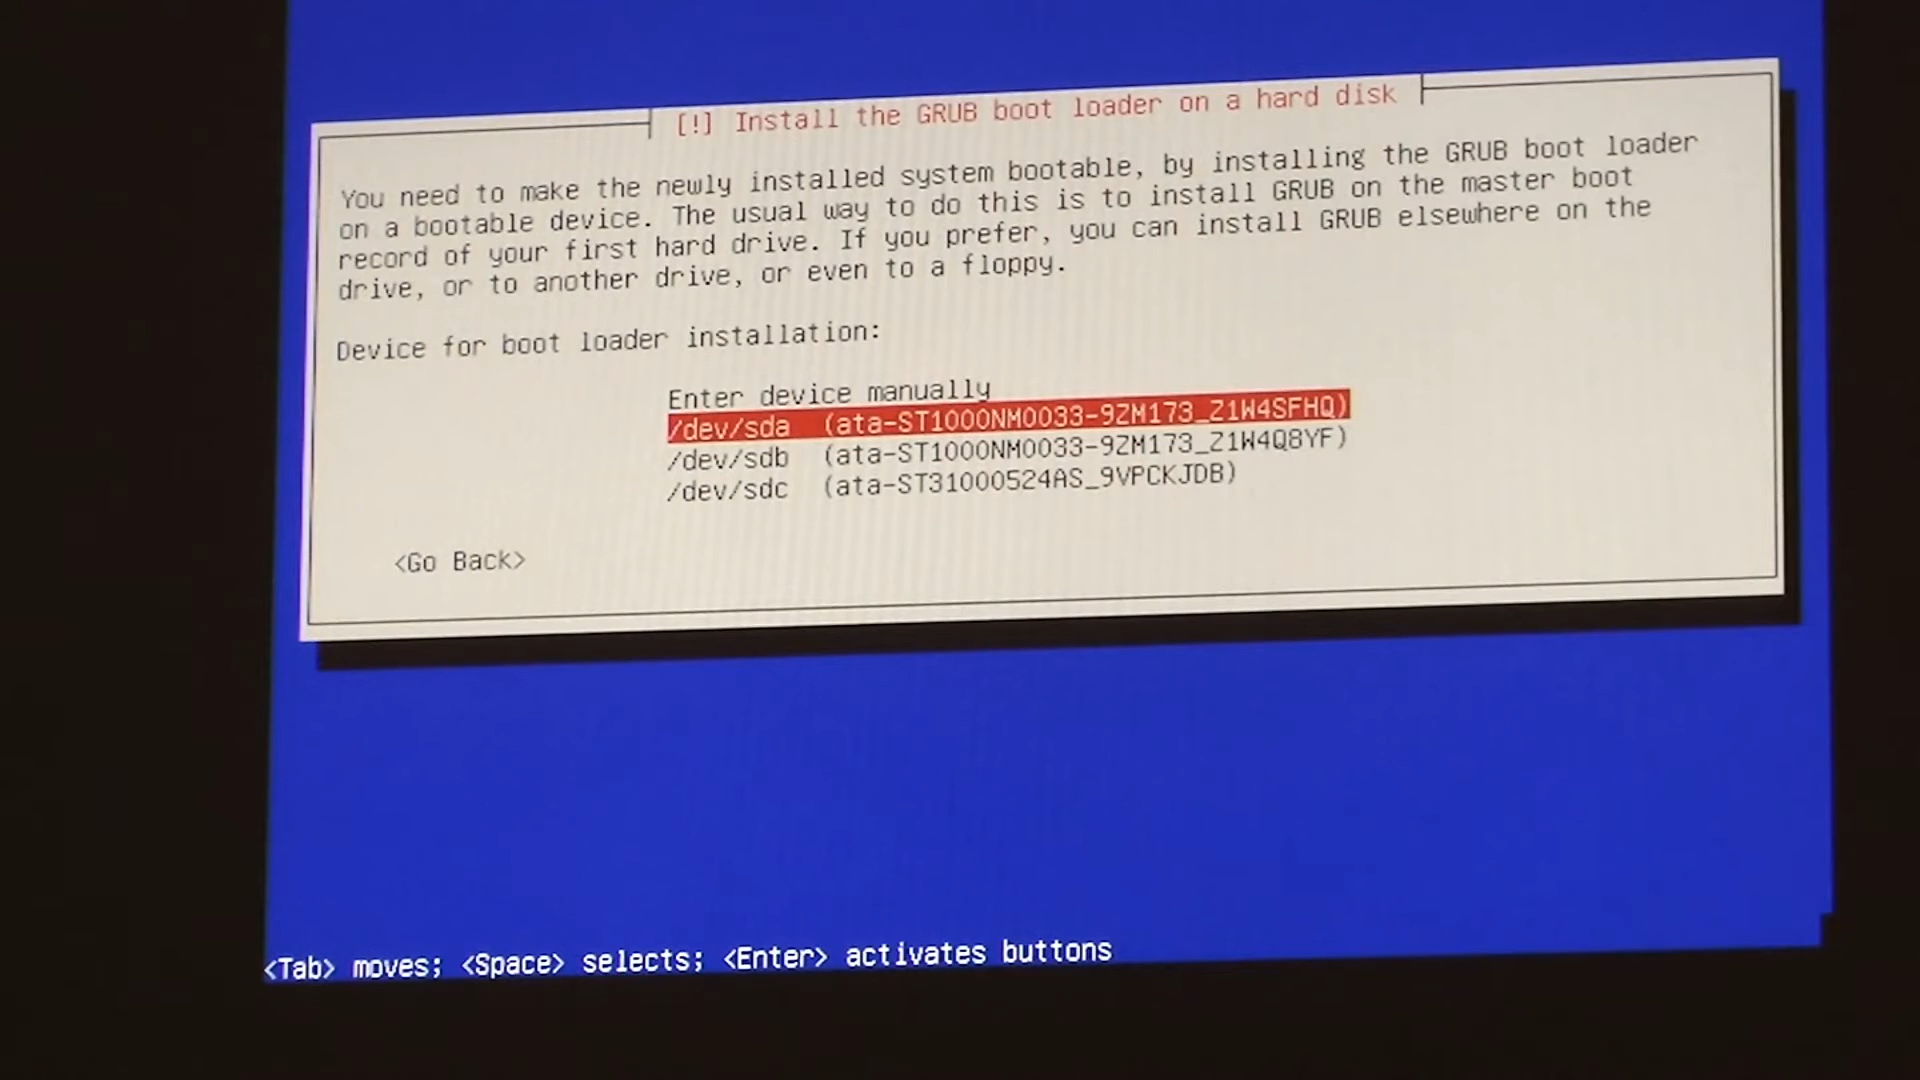 [!] Install the GRUB boot loader on a hard disk
You need to make the newly installed system bootable, by installing the GRUB boot loader
on a bootable device. The usual way to do this is to install GRUB on the master boot
record of your first hard drive. If you prefer, you can install GRUB elsewhere on the
drive, or to another drive, or even to a floppy.
Device for boot loader installation:
Enter device manually
/dev/sda (ata-ST1000NM0033-9ZM173_Z1W4SFHQ)
/dev/sdb (ata-ST1000NM0033-9ZM173_Z1W4Q8YF)
/dev/sdc (ata-ST31000524AS_9VPCKJDB)
<Go Back>
<Tab> moves; <Space> selects; <Enter> activates buttons